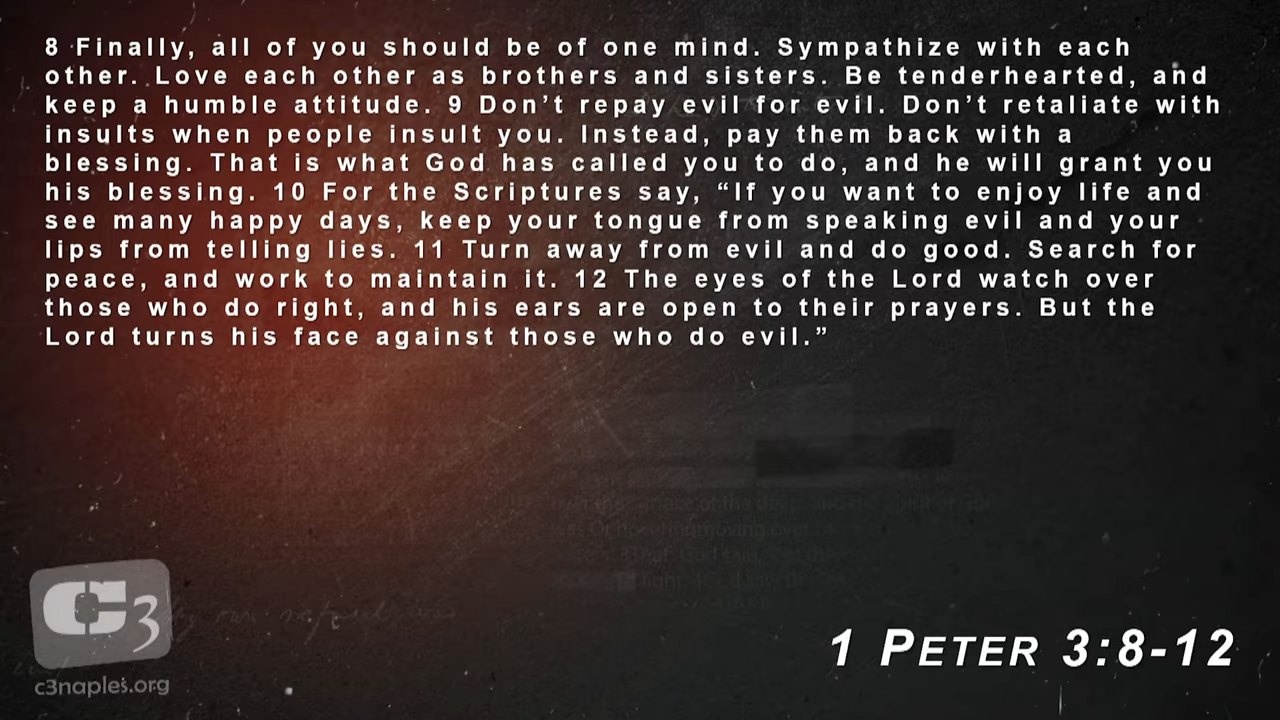 8 Finally, all of you should be of one mind. Sympathize with each
other. Love each other as brothers and sisters. Be tenderhearted, and
keep a humble attitude. 9 Don’t repay evil for evil. Don’t retaliate with
insults when people insult you. Instead, pay them back with a
blessing. That is what God has called you to do, and he will grant you
his blessing. 10 For the Scriptures say, “If you want to enjoy life and
see many happy days, keep your tongue from speaking evil and your
lips from telling lies. 11 Turn away from evil and do good. Search for
peace, and work to maintain it. 12 The eyes of the Lord watch over
those who do right, and his ears are open to their prayers. But the
Lord turns his face against those who do evil.”
C3
c3naples.org
1 PETER 3:8-12